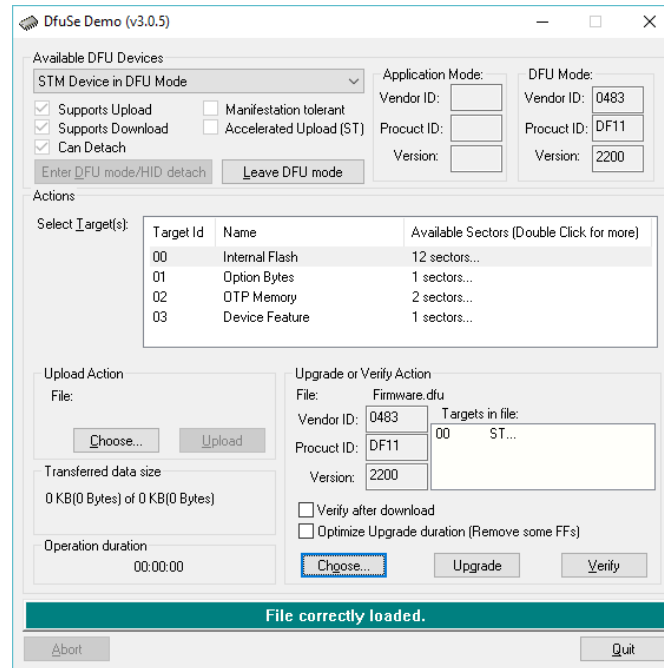 DfuSe Demo (v3.0.5)
Available DFU Devices
STM Device in DFU Mode
Supports Upload
Manifestation tolerant
Supports Download
Accelerated Upload (ST)
Can Detach
Enter DFU mode/HID detach
Leave DFU mode
Application Mode:
Vendor ID:
Procuct ID:
Version:
DFU Mode:
Vendor ID: 0483
Procuct ID: DF11
Version: 2200
Actions
Select Target(s):
Target Id Name Available Sectors (Double Click for more)
00 Internal Flash 12 sectors...
01 Option Bytes 1 sectors...
02 OTP Memory 2 sectors...
03 Device Feature 1 sectors...
Upload Action
File:
Choose... Upload
Transferred data size
0 KB(0 Bytes) of 0 KB(0 Bytes)
Operation duration
00:00:00
Upgrade or Verify Action
File: Firmware.dfu
Vendor ID: 0483
Procuct ID: DF11
Version: 2200
Targets in file:
00 ST...
Verify after download
Optimize Upgrade duration (Remove some FFs)
Choose... Upgrade Verify
File correctly loaded.
Abort Quit